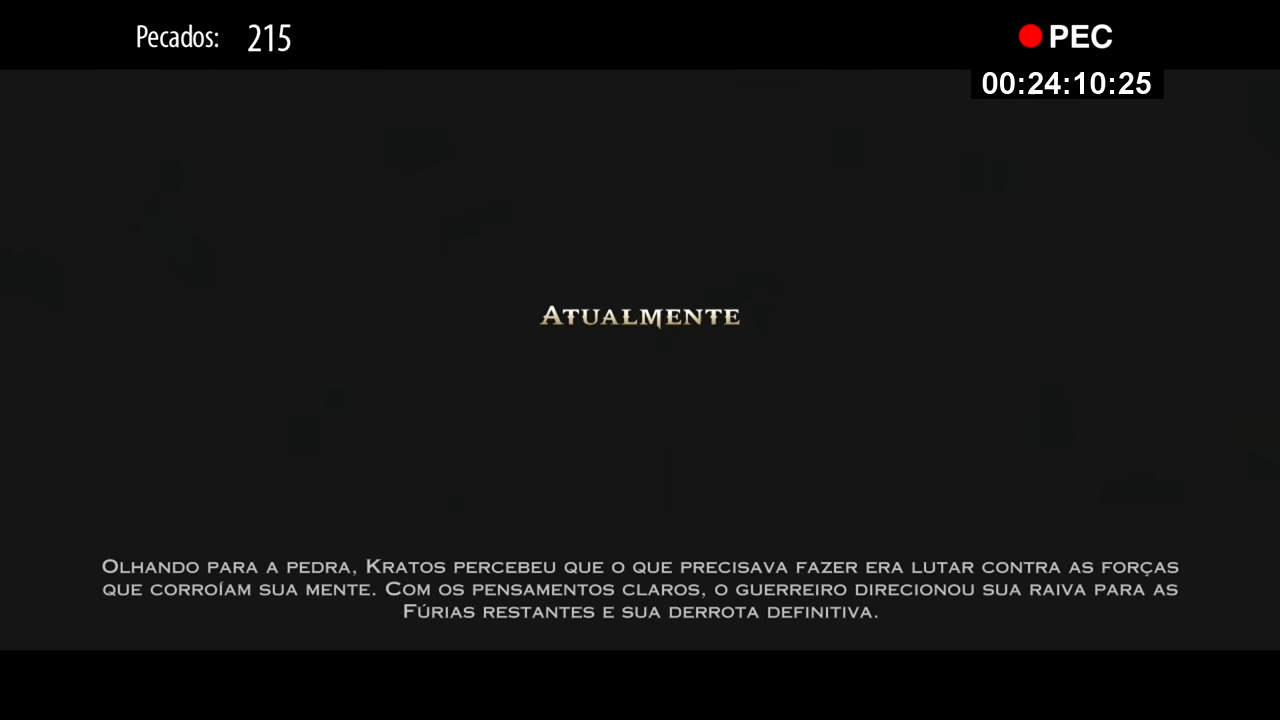 Pecados: 215
PEC
00:24:10:25
ATUALMENTE
OLHANDO PARA A PEDRA, KRATOS PERCEBEU QUE O QUE PRECISAVA FAZER ERA LUTAR CONTRA AS FORÇAS
QUE CORROÍAM SUA MENTE. COM OS PENSAMENTOS CLAROS, O GUERREIRO DIRECIONOU SUA RAIVA PARA AS
FÚRIAS RESTANTES E SUA DERROTA DEFINITIVA.